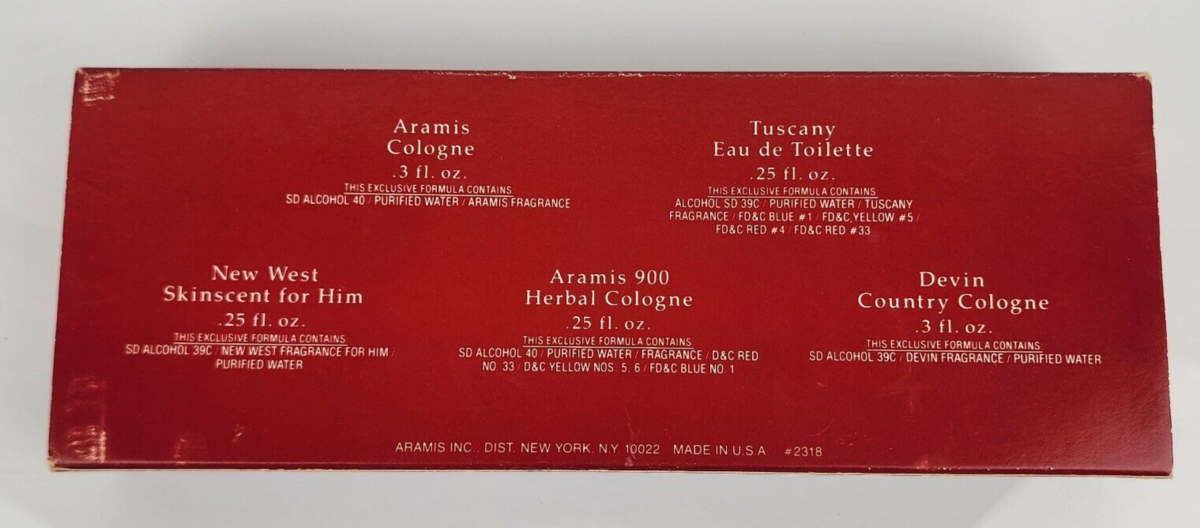 Aramis
Cologne
.3 fl. oz.
THIS EXCLUSIVE FORMULA CONTAINS
SD ALCOHOL 40 / PURIFIED WATER / ARAMIS FRAGRANCE
Tuscany
Eau de Toilette
.25 fl. oz.
THIS EXCLUSIVE FORMULA CONTAINS
ALCOHOL SD 39C / PURIFIED WATER / TUSCANY
FRAGRANCE / FD&C BLUE #1 / FD&C YELLOW #5 /
FD&C RED #4 / FD&C RED #33
New West
Skinscent for Him
.25 fl. oz.
THIS EXCLUSIVE FORMULA CONTAINS
SD ALCOHOL 39C / NEW WEST FRAGRANCE FOR HIM /
PURIFIED WATER
Aramis 900
Herbal Cologne
.25 fl. oz.
THIS EXCLUSIVE FORMULA CONTAINS
SD ALCOHOL 40 / PURIFIED WATER / FRAGRANCE / D&C RED
NO. 33 / D&C YELLOW NOS. 5, 6 / FD&C BLUE NO. 1
Devin
Country Cologne
.3 fl. oz.
THIS EXCLUSIVE FORMULA CONTAINS
SD ALCOHOL 39C / DEVIN FRAGRANCE / PURIFIED WATER
ARAMIS INC., DIST. NEW YORK, N.Y. 10022 MADE IN U.S.A. #2318